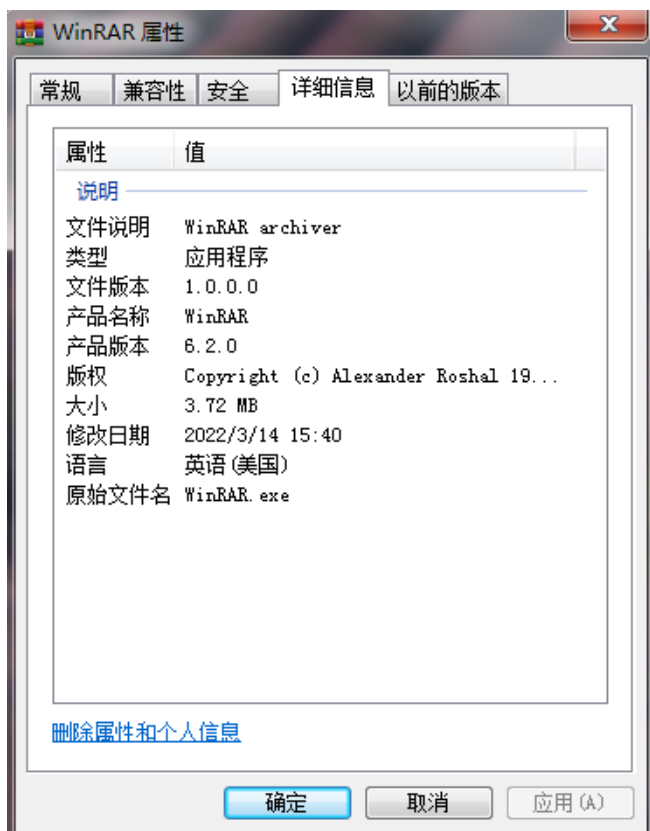 WinRAR 属性
常规 兼容性 安全 详细信息 以前的版本
属性 值
说明
文件说明 WinRAR archiver
类型 应用程序
文件版本 1.0.0.0
产品名称 WinRAR
产品版本 6.2.0
版权 Copyright (c) Alexander Roshal 19...
大小 3.72 MB
修改日期 2022/3/14 15:40
语言 英语(美国)
原始文件名 WinRAR.exe
删除属性和个人信息
确定 取消 应用(A)